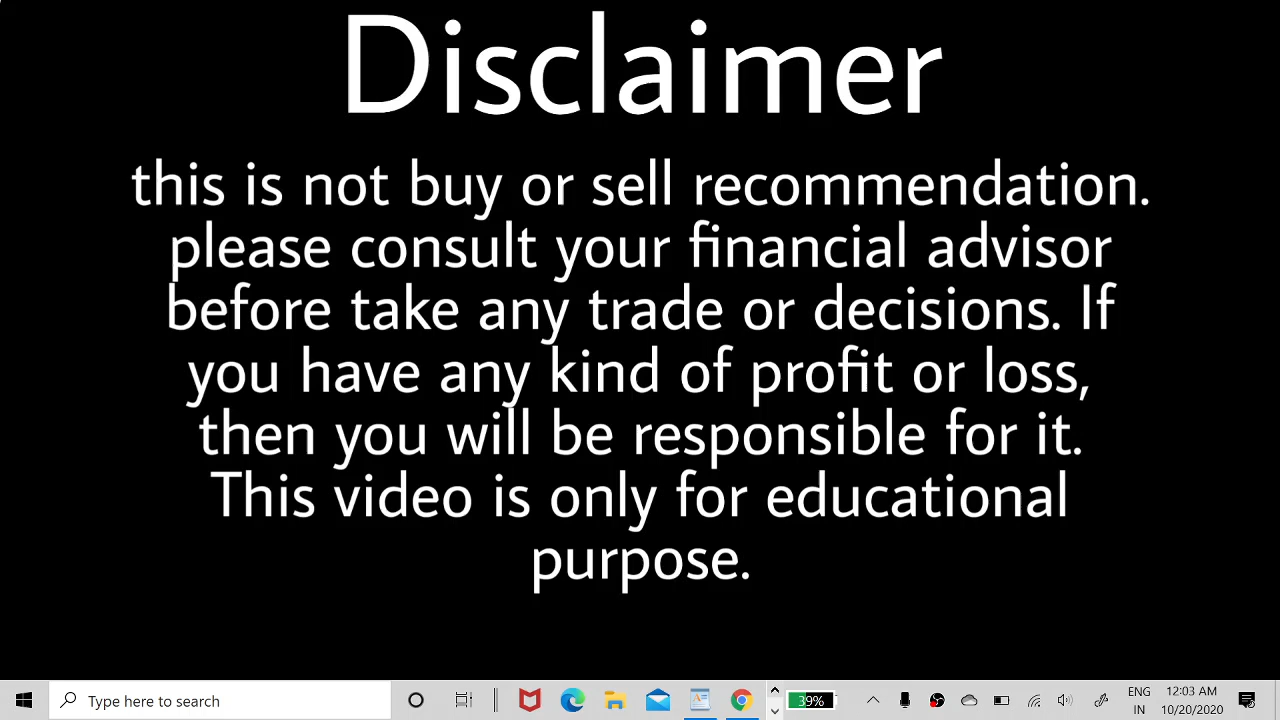 Disclaimer
this is not buy or sell recommendation.
please consult your financial advisor
before take any trade or decisions. If
you have any kind of profit or loss,
then you will be responsible for it.
This video is only for educational
purpose.
Type here to search
39%
12:03 AM
IN
10/20/2020